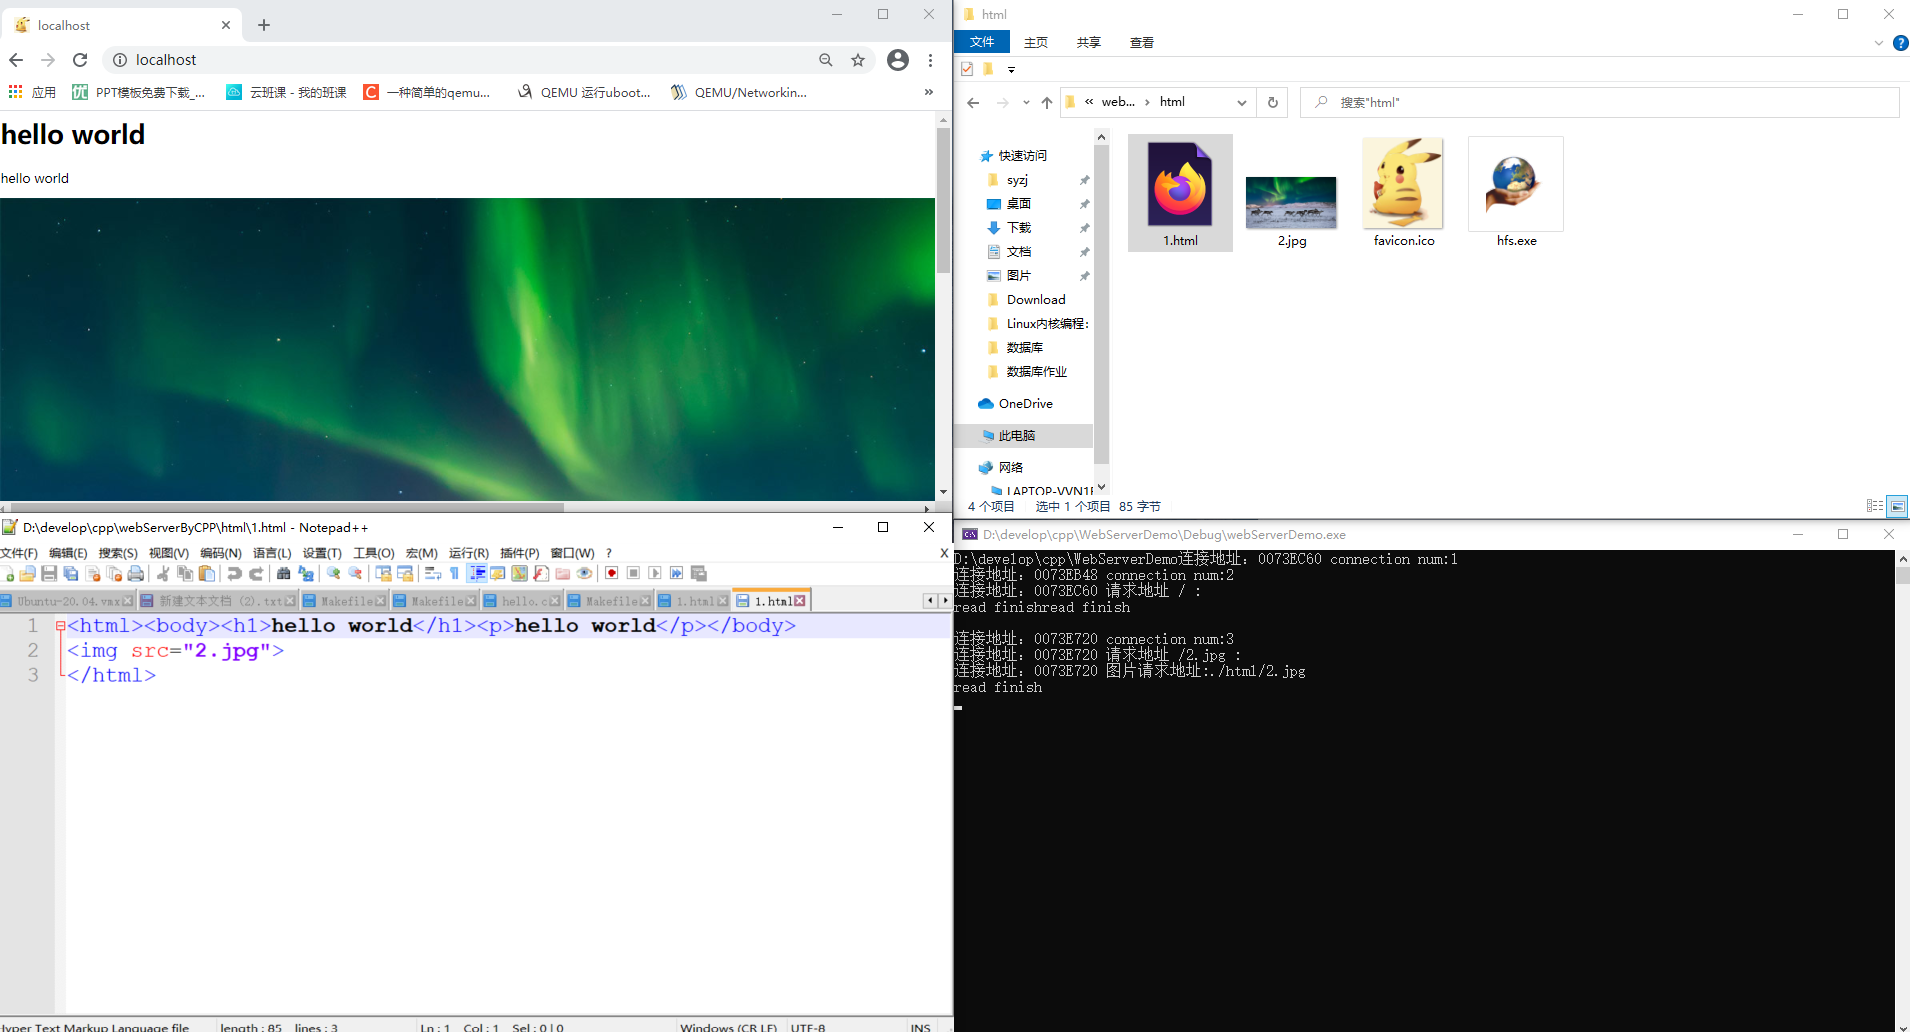 localhost
localhost
应用 PPT模板免费下载_... 云班课 - 我的班课 一种简单的qemu... QEMU 运行uboot... QEMU/Networkin... »
hello world
hello world
html
文件 主页 共享 查看
« web... › html
搜索"html"
快速访问
syzj
桌面
下载
文档
图片
Download
Linux内核编程:
数据库
数据库作业
OneDrive
此电脑
网络
1.html 2.jpg favicon.ico hfs.exe
4 个项目 选中 1 个项目 85 字节
D:\develop\cpp\webServerByCPP\html\1.html - Notepad++
文件(F) 编辑(E) 搜索(S) 视图(V) 编码(N) 语言(L) 设置(T) 工具(O) 宏(M) 运行(R) 插件(P) 窗口(W) ? X
Ubuntu-20.04.vmx 新建文本文档 (2).txt Makefile Makefile hello.c Makefile 1.html 1.html
1 <html><body><h1>hello world</h1><p>hello world</p></body>
2 <img src="2.jpg">
3 </html>
Hyper Text Markup Language file length : 85 lines : 3 Ln : 1 Col : 1 Sel : 0 | 0 Windows (CR LF) UTF-8 INS
D:\develop\cpp\WebServerDemo\Debug\webServerDemo.exe
D:\develop\cpp\WebServerDemo连接地址: 0073EC60 connection num:1
连接地址: 0073EB48 connection num:2
连接地址: 0073EC60 请求地址 / :
read finishread finish
连接地址: 0073E720 connection num:3
连接地址: 0073E720 请求地址 /2.jpg :
连接地址: 0073E720 图片请求地址:./html/2.jpg
read finish